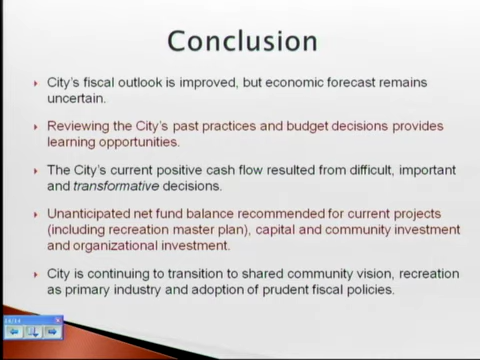 Conclusion
City's fiscal outlook is improved, but economic forecast remains
uncertain.
Reviewing the City's past practices and budget decisions provides
learning opportunities.
The City's current positive cash flow resulted from difficult, important
and transformative decisions.
Unanticipated net fund balance recommended for current projects
(including recreation master plan), capital and community investment
and organizational investment.
City is continuing to transition to shared community vision, recreation
as primary industry and adoption of prudent fiscal policies.
14/14